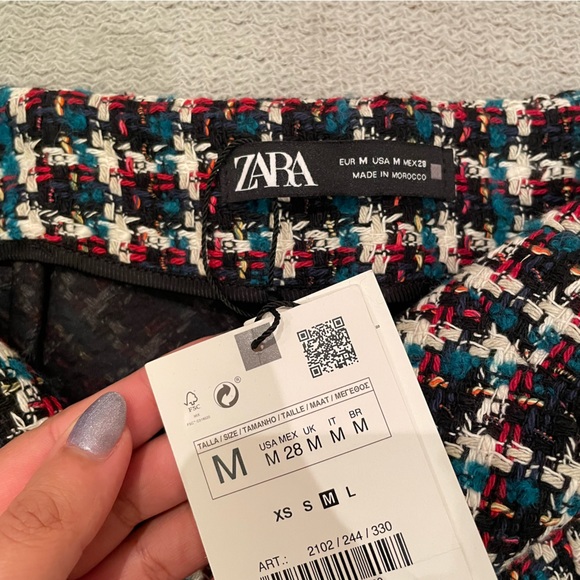 ZARA
EUR M USA M MEX 28
MADE IN MOROCCO
FSC
TALLA / SIZE / TAMANHO / TAILLE / MAAT / ΜΕΓΕΘΟΣ
M
USA MEX UK IT BR
M 28 M M M
XS S M L
ART.: 2102 / 244 / 330